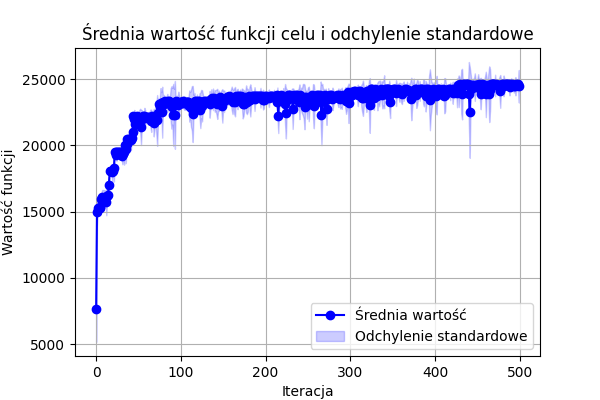 Średnia wartość funkcji celu i odchylenie standardowe
25000
20000
15000
10000
5000
Wartość funkcji
0 100 200 300 400 500
Iteracja
Średnia wartość
Odchylenie standardowe